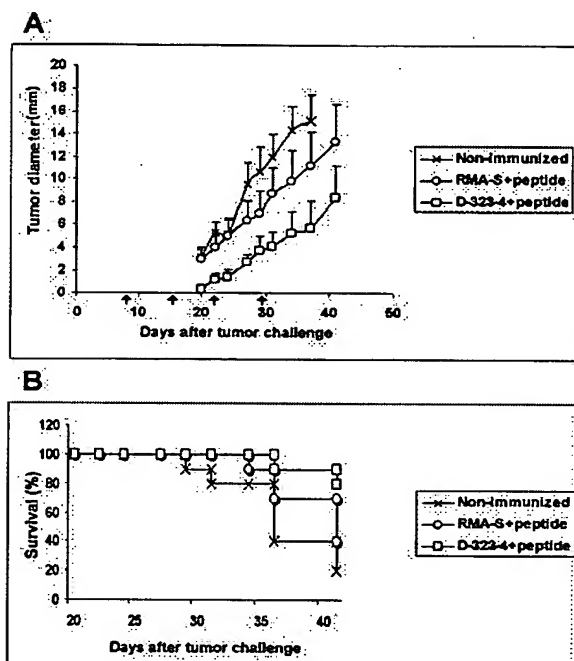 A
20
18
16
14
12
10
8
6
4
2
0
Tumor diameter(mm)
0 10 20 30 40 50
Days after tumor challenge
Non-immunized
RMA-S+peptide
D-323-4+peptide
B
120
100
80
60
40
20
0
Survival (%)
20 25 30 35 40
Days after tumor challenge
Non-Immunized
RMA-S+peptide
D-323-4+peptide